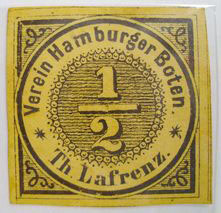 Verein Hamburger Boten
1/2
Th. Lafrenz.